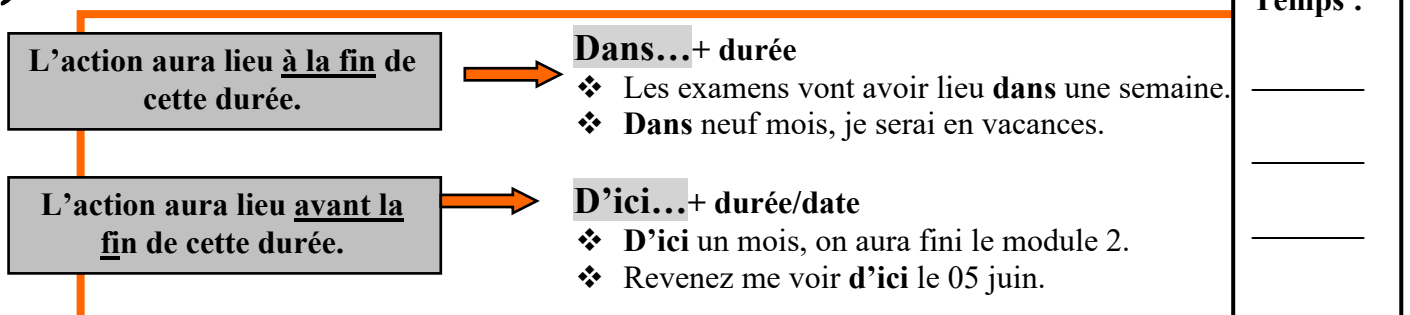 Temps :
L'action aura lieu à la fin de
cette durée.
Dans…+ durée
❖ Les examens vont avoir lieu dans une semaine.
❖ Dans neuf mois, je serai en vacances.
L'action aura lieu avant la
fin de cette durée.
D'ici…+ durée/date
❖ D'ici un mois, on aura fini le module 2.
❖ Revenez me voir d'ici le 05 juin.